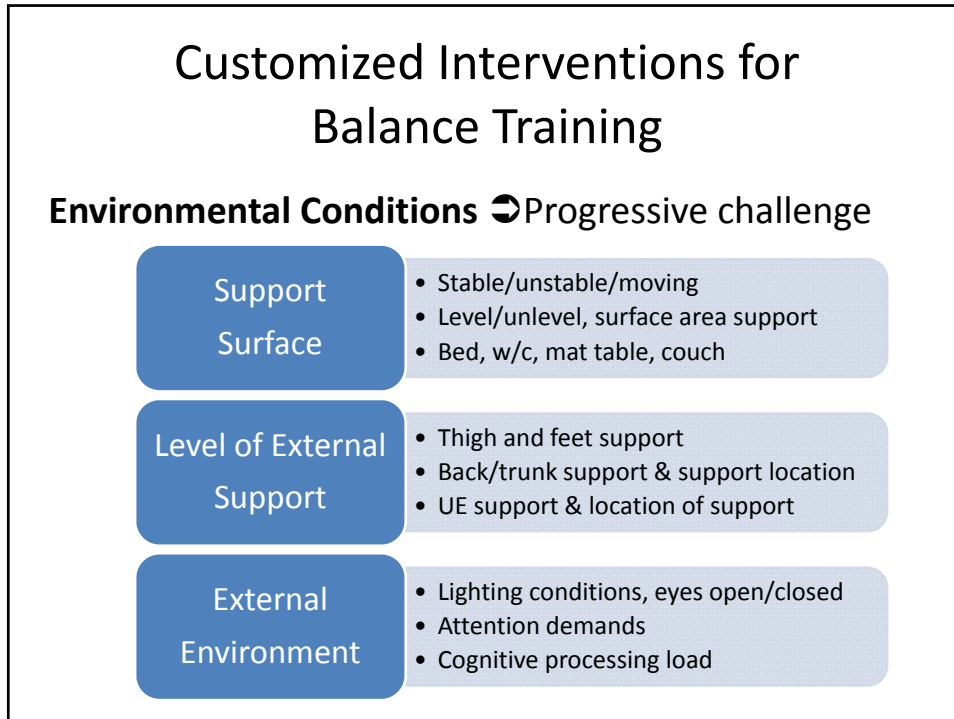 Customized Interventions for
Balance Training
Environmental Conditions ➲Progressive challenge
Support
Surface
• Stable/unstable/moving
• Level/unlevel, surface area support
• Bed, w/c, mat table, couch
Level of External
Support
• Thigh and feet support
• Back/trunk support & support location
• UE support & location of support
External
Environment
• Lighting conditions, eyes open/closed
• Attention demands
• Cognitive processing load